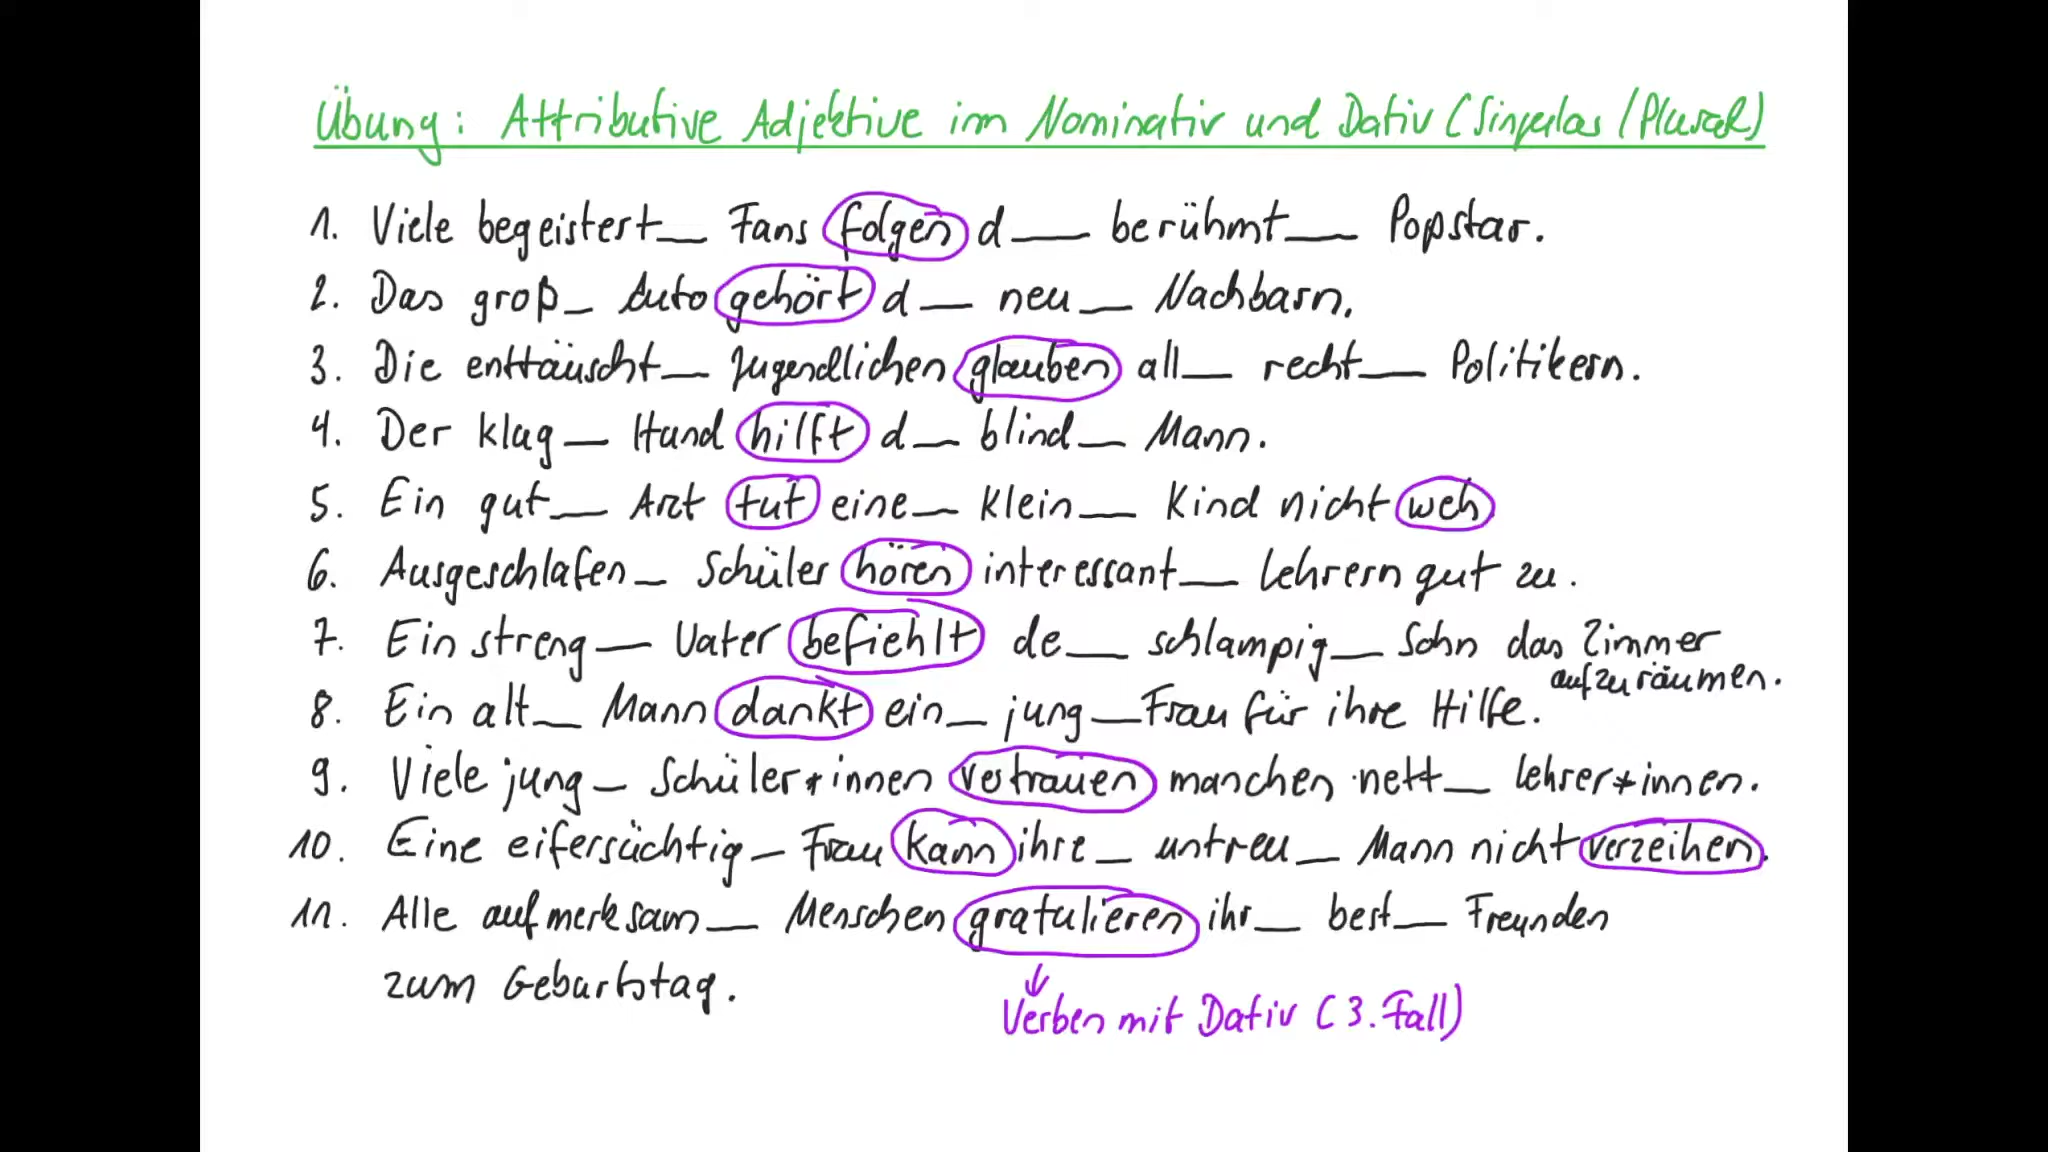 Übung: Attributive Adjektive im Nominativ und Dativ (Singular/Plural)
1. Viele begeistert_ Fans folgen d__ berühmt__ Popstar.
2. Das groß_ Auto gehört d__ neu__ Nachbarn.
3. Die enttäuscht__ Jugendlichen glauben all__ recht__ Politikern.
4. Der klug__ Hund hilft d__ blind__ Mann.
5. Ein gut__ Arzt tut eine__ klein__ Kind nicht weh
6. Ausgeschlafen_ Schüler hören interessant__ Lehrern gut zu.
7. Ein streng__ Vater befiehlt de__ schlampig__ Sohn das Zimmer
aufzuräumen.
8. Ein alt__ Mann dankt ein__ jung__ Frau für ihre Hilfe.
9. Viele jung_ Schüler*innen vertrauen manchen nett__ Lehrer*innen.
10. Eine eifersüchtig_ Frau kann ihre_ untreu__ Mann nicht verzeihen.
11. Alle aufmerksam__ Menschen gratulieren ihr__ best__ Freunden
zum Geburtstag.
Verben mit Dativ (3. Fall)